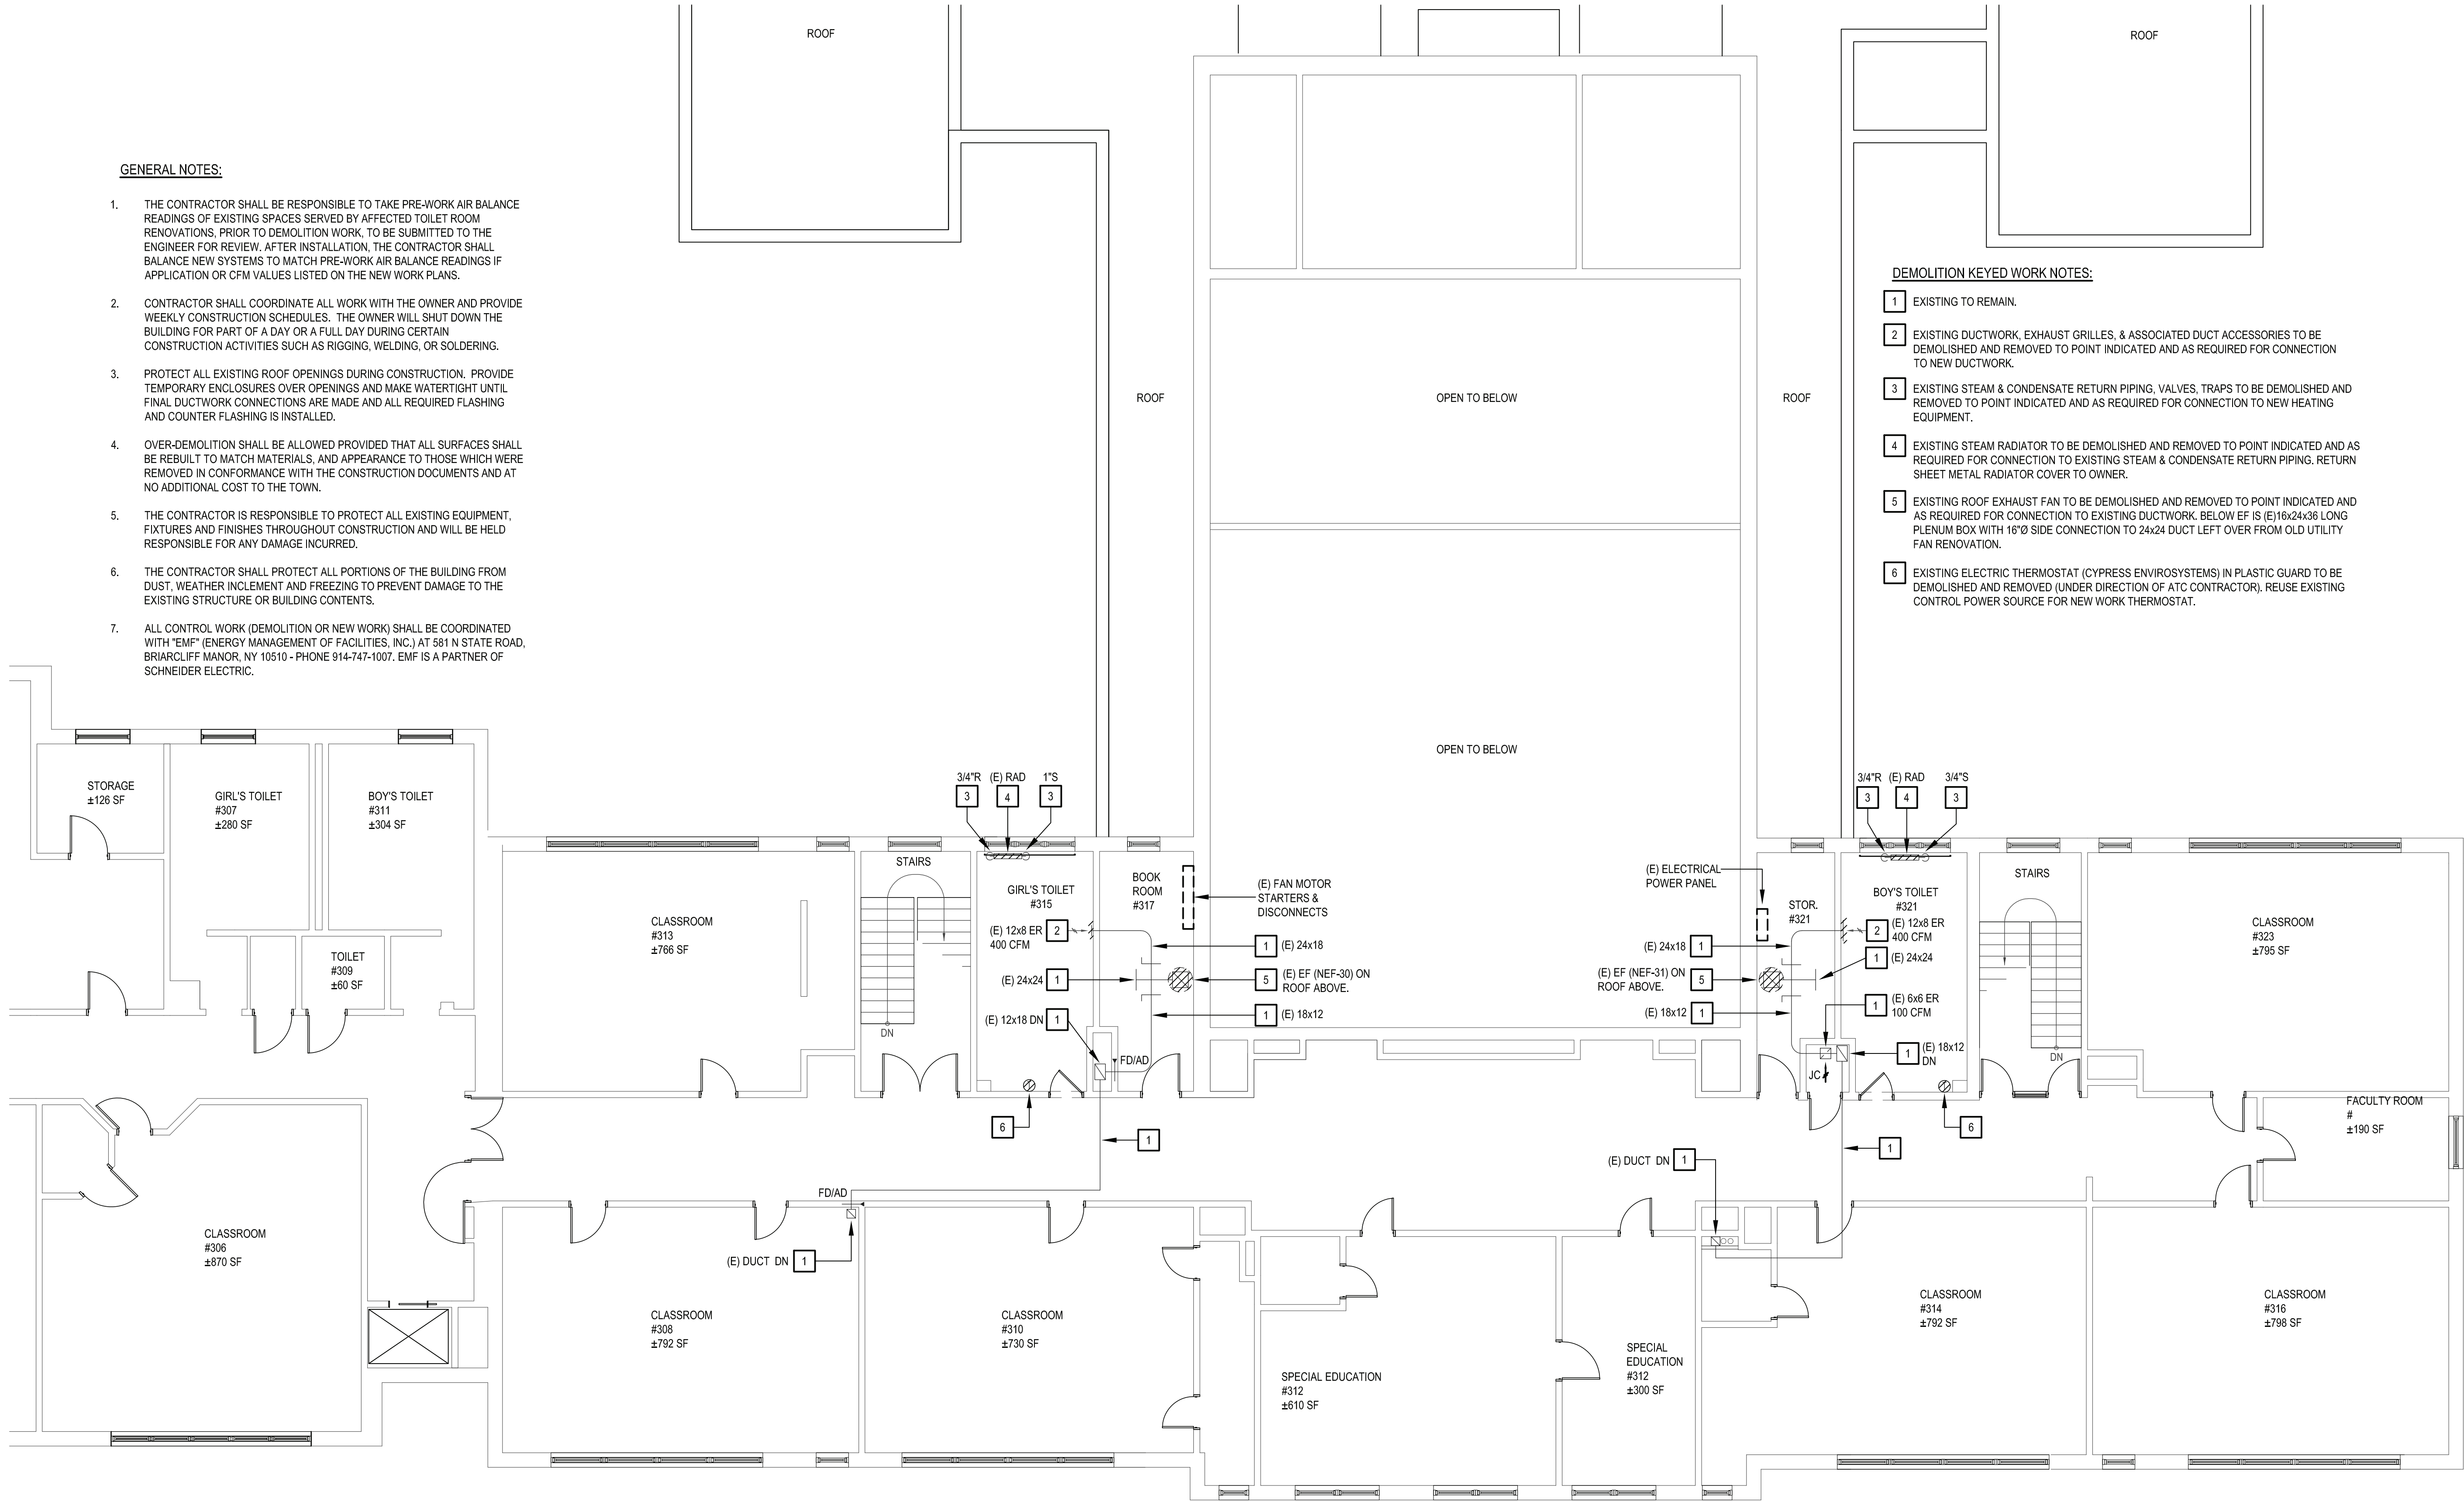 ROOF
ROOF
GENERAL NOTES:
1. THE CONTRACTOR SHALL BE RESPONSIBLE TO TAKE PRE-WORK AIR BALANCE
READINGS OF EXISTING SPACES SERVED BY AFFECTED TOILET ROOM
RENOVATIONS, PRIOR TO DEMOLITION WORK, TO BE SUBMITTED TO THE
ENGINEER FOR REVIEW. AFTER INSTALLATION, THE CONTRACTOR SHALL
BALANCE NEW SYSTEMS TO MATCH PRE-WORK AIR BALANCE READINGS IF
APPLICATION OR CFM VALUES LISTED ON THE NEW WORK PLANS.
2. CONTRACTOR SHALL COORDINATE ALL WORK WITH THE OWNER AND PROVIDE
WEEKLY CONSTRUCTION SCHEDULES. THE OWNER WILL SHUT DOWN THE
BUILDING FOR PART OF A DAY OR A FULL DAY DURING CERTAIN
CONSTRUCTION ACTIVITIES SUCH AS RIGGING, WELDING, OR SOLDERING.
3. PROTECT ALL EXISTING ROOF OPENINGS DURING CONSTRUCTION. PROVIDE
TEMPORARY ENCLOSURES OVER OPENINGS AND MAKE WATERTIGHT UNTIL
FINAL DUCTWORK CONNECTIONS ARE MADE AND ALL REQUIRED FLASHING
AND COUNTER FLASHING IS INSTALLED.
4. OVER-DEMOLITION SHALL BE ALLOWED PROVIDED THAT ALL SURFACES SHALL
BE REBUILT TO MATCH MATERIALS, AND APPEARANCE TO THOSE WHICH WERE
REMOVED IN CONFORMANCE WITH THE CONSTRUCTION DOCUMENTS AND AT
NO ADDITIONAL COST TO THE TOWN.
5. THE CONTRACTOR IS RESPONSIBLE TO PROTECT ALL EXISTING EQUIPMENT,
FIXTURES AND FINISHES THROUGHOUT CONSTRUCTION AND WILL BE HELD
RESPONSIBLE FOR ANY DAMAGE INCURRED.
6. THE CONTRACTOR SHALL PROTECT ALL PORTIONS OF THE BUILDING FROM
DUST, WEATHER INCLEMENT AND FREEZING TO PREVENT DAMAGE TO THE
EXISTING STRUCTURE OR BUILDING CONTENTS.
7. ALL CONTROL WORK (DEMOLITION OR NEW WORK) SHALL BE COORDINATED
WITH "EMF" (ENERGY MANAGEMENT OF FACILITIES, INC.) AT 581 N STATE ROAD,
BRIARCLIFF MANOR, NY 10510 - PHONE 914-747-1007. EMF IS A PARTNER OF
SCHNEIDER ELECTRIC.
DEMOLITION KEYED WORK NOTES:
1 EXISTING TO REMAIN.
2 EXISTING DUCTWORK, EXHAUST GRILLES, & ASSOCIATED DUCT ACCESSORIES TO BE
DEMOLISHED AND REMOVED TO POINT INDICATED AND AS REQUIRED FOR CONNECTION
TO NEW DUCTWORK.
3 EXISTING STEAM & CONDENSATE RETURN PIPING, VALVES, TRAPS TO BE DEMOLISHED AND
REMOVED TO POINT INDICATED AND AS REQUIRED FOR CONNECTION TO NEW HEATING
EQUIPMENT.
4 EXISTING STEAM RADIATOR TO BE DEMOLISHED AND REMOVED TO POINT INDICATED AND AS
REQUIRED FOR CONNECTION TO EXISTING STEAM & CONDENSATE RETURN PIPING. RETURN
SHEET METAL RADIATOR COVER TO OWNER.
5 EXISTING ROOF EXHAUST FAN TO BE DEMOLISHED AND REMOVED TO POINT INDICATED AND
AS REQUIRED FOR CONNECTION TO EXISTING DUCTWORK. BELOW EF IS (E)16x24x36 LONG
PLENUM BOX WITH 16"Ø SIDE CONNECTION TO 24x24 DUCT LEFT OVER FROM OLD UTILITY
FAN RENOVATION.
6 EXISTING ELECTRIC THERMOSTAT (CYPRESS ENVIROSYSTEMS) IN PLASTIC GUARD TO BE
DEMOLISHED AND REMOVED (UNDER DIRECTION OF ATC CONTRACTOR). REUSE EXISTING
CONTROL POWER SOURCE FOR NEW WORK THERMOSTAT.
ROOF
OPEN TO BELOW
ROOF
OPEN TO BELOW
STORAGE
±126 SF
GIRL'S TOILET
#307
±280 SF
BOY'S TOILET
#311
±304 SF
TOILET
#309
±60 SF
CLASSROOM
#313
±766 SF
STAIRS
DN
3/4"R (E) RAD 1"S
3 4 3
GIRL'S TOILET
#315
(E) 12x8 ER 2
400 CFM
(E) 24x24 1
(E) 12x18 DN 1
FD/AD
6
1
BOOK
ROOM
#317
(E) FAN MOTOR
STARTERS &
DISCONNECTS
1 (E) 24x18
5 (E) EF (NEF-30) ON
ROOF ABOVE.
1 (E) 18x12
(E) ELECTRICAL
POWER PANEL
(E) 24x18 1
(E) EF (NEF-31) ON 5
ROOF ABOVE.
(E) 18x12 1
STOR.
#321
3/4"R (E) RAD 3/4"S
3 4 3
BOY'S TOILET
#321
2 (E) 12x8 ER
400 CFM
1 (E) 24x24
1 (E) 6x6 ER
100 CFM
1 (E) 18x12
DN
JC
6
1
STAIRS
DN
CLASSROOM
#323
±795 SF
FACULTY ROOM
#
±190 SF
CLASSROOM
#306
±870 SF
FD/AD
(E) DUCT DN 1
CLASSROOM
#308
±792 SF
CLASSROOM
#310
±730 SF
SPECIAL EDUCATION
#312
±610 SF
SPECIAL
EDUCATION
#312
±300 SF
(E) DUCT DN 1
CLASSROOM
#314
±792 SF
CLASSROOM
#316
±798 SF